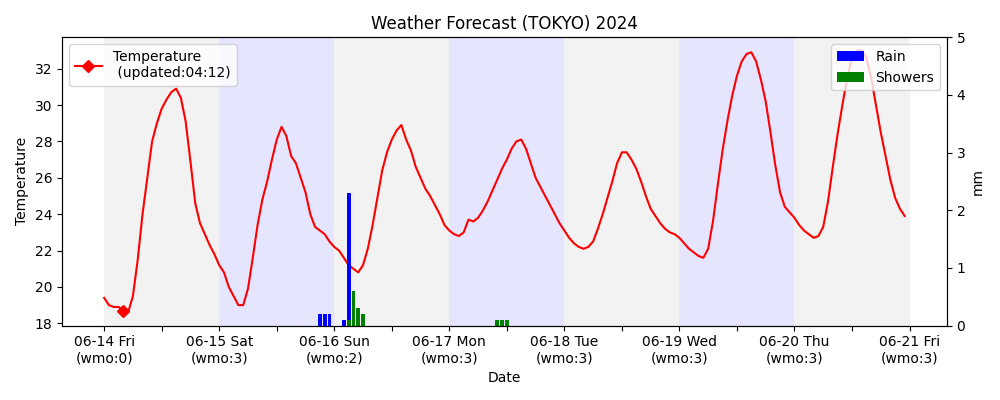 Weather Forecast (TOKYO) 2024
Temperature
(updated:04:12)
Rain
Showers
32
30
28
26
24
22
20
18
Temperature
5
4
3
2
1
0
mm
06-14 Fri
(wmo:0)
06-15 Sat
(wmo:3)
06-16 Sun
(wmo:2)
06-17 Mon
(wmo:3)
06-18 Tue
(wmo:3)
06-19 Wed
(wmo:3)
06-20 Thu
(wmo:3)
06-21 Fri
(wmo:3)
Date